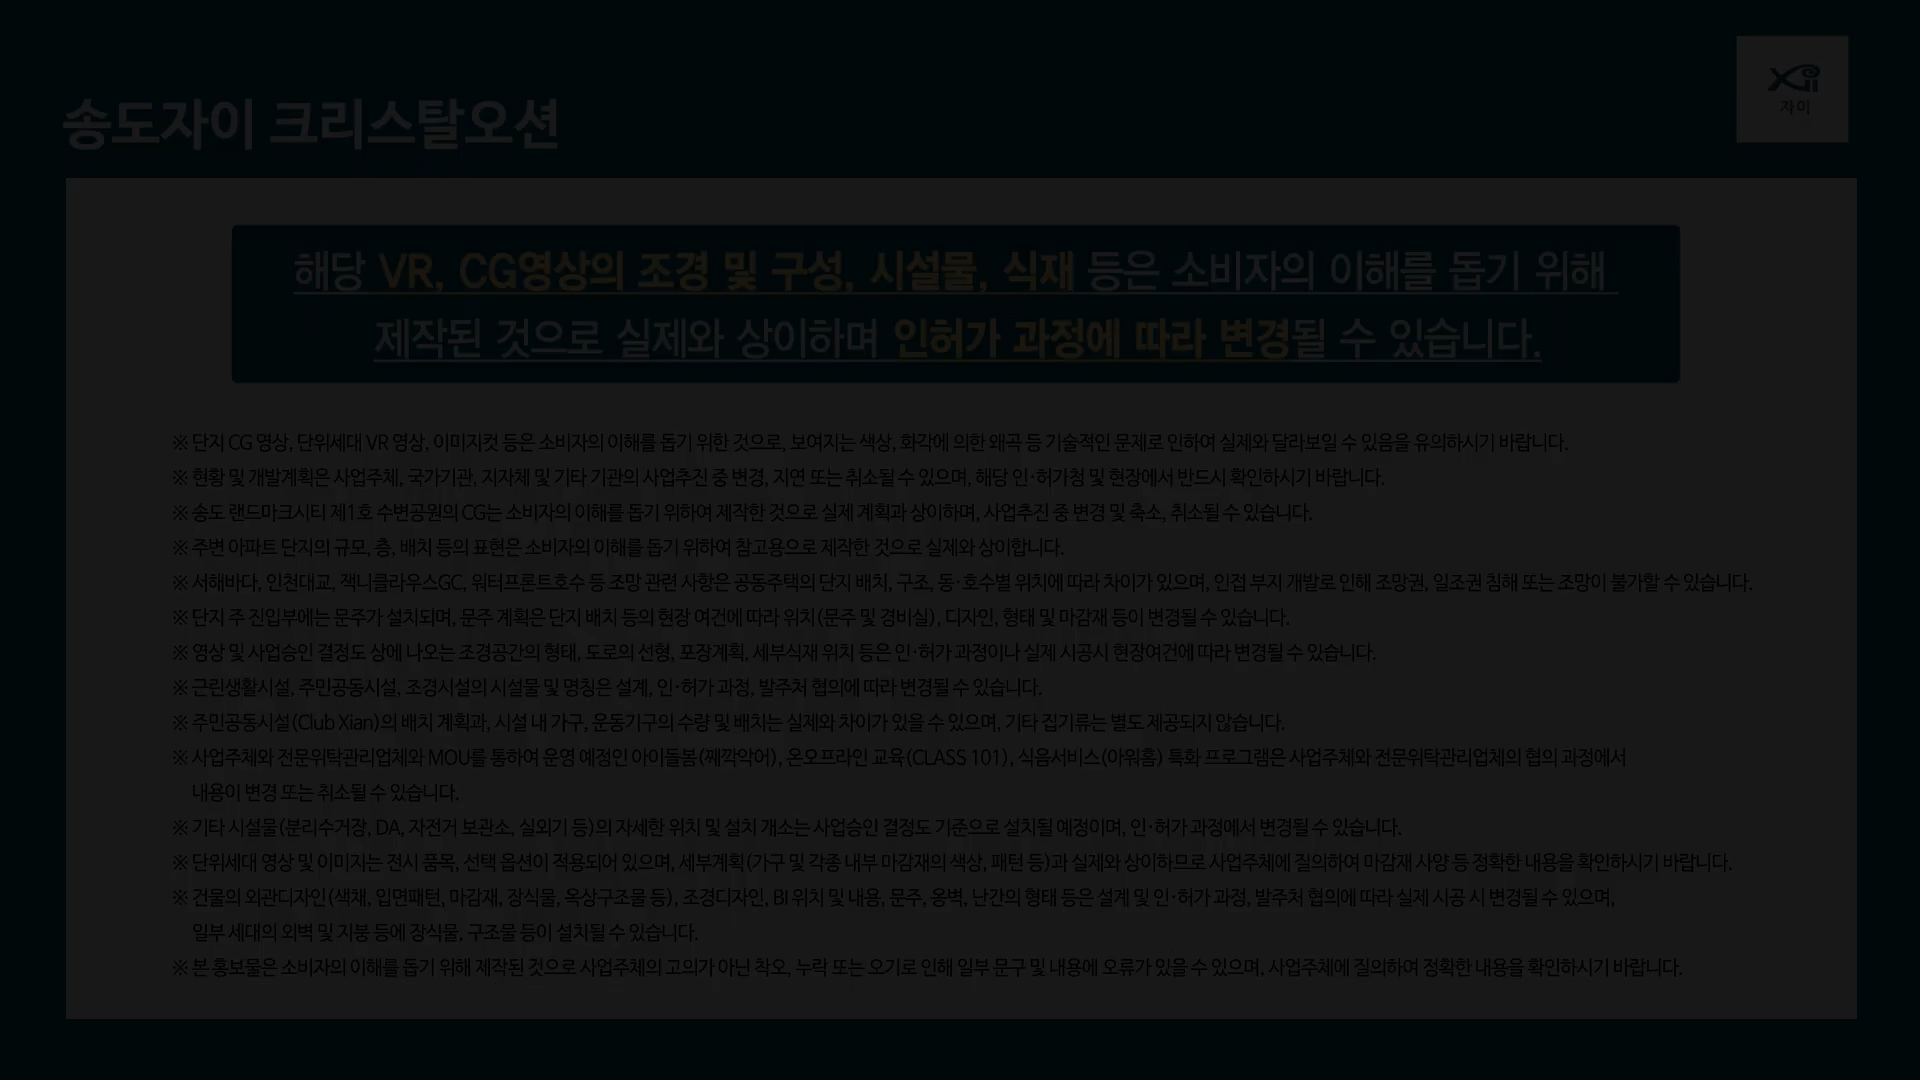 송도자이 크리스탈오션
Xi
자이
해당 VR, CG영상의 조경 및 구성, 시설물, 식재 등은 소비자의 이해를 돕기 위해
제작된 것으로 실제와 상이하며 인허가 과정에 따라 변경될 수 있습니다.
※ 단지 CG 영상, 단위세대 VR 영상, 이미지컷 등은 소비자의 이해를 돕기 위한 것으로, 보여지는 색상, 화각에 의한 왜곡 등 기술적인 문제로 인하여 실제와 달라보일 수 있음을 유의하시기 바랍니다.
※ 현황 및 개발계획은 사업주체, 국가기관, 지자체 및 기타 기관의 사업추진 중 변경, 지연 또는 취소될 수 있으며, 해당 인·허가청 및 현장에서 반드시 확인하시기 바랍니다.
※ 송도 랜드마크시티 제1호 수변공원의 CG는 소비자의 이해를 돕기 위하여 제작한 것으로 실제 계획과 상이하며, 사업추진 중 변경 및 축소, 취소될 수 있습니다.
※ 주변 아파트 단지의 규모, 층, 배치 등의 표현은 소비자의 이해를 돕기 위하여 참고용으로 제작한 것으로 실제와 상이합니다.
※ 서해바다, 인천대교, 잭니클라우스GC, 워터프론트호수 등 조망 관련 사항은 공동주택의 단지 배치, 구조, 동·호수별 위치에 따라 차이가 있으며, 인접 부지 개발로 인해 조망권, 일조권 침해 또는 조망이 불가할 수 있습니다.
※ 단지 주 진입부에는 문주가 설치되며, 문주 계획은 단지 배치 등의 현장 여건에 따라 위치(문주 및 경비실), 디자인, 형태 및 마감재 등이 변경될 수 있습니다.
※ 영상 및 사업승인 결정도 상에 나오는 조경공간의 형태, 도로의 선형, 포장계획, 세부식재 위치 등은 인·허가 과정이나 실제 시공시 현장여건에 따라 변경될 수 있습니다.
※ 근린생활시설, 주민공동시설, 조경시설의 시설물 및 명칭은 설계, 인·허가 과정, 발주처 협의에 따라 변경될 수 있습니다.
※ 주민공동시설(Club Xian)의 배치 계획과, 시설 내 가구, 운동기구의 수량 및 배치는 실제와 차이가 있을 수 있으며, 기타 집기류는 별도 제공되지 않습니다.
※ 사업주체와 전문위탁관리업체와 MOU를 통하여 운영 예정인 아이돌봄(째깍악어), 온오프라인 교육(CLASS 101), 식음서비스(아워홈) 특화 프로그램은 사업주체와 전문위탁관리업체의 협의 과정에서
내용이 변경 또는 취소될 수 있습니다.
※ 기타 시설물(분리수거장, DA, 자전거 보관소, 실외기 등)의 자세한 위치 및 설치 개소는 사업승인 결정도 기준으로 설치될 예정이며, 인·허가 과정에서 변경될 수 있습니다.
※ 단위세대 영상 및 이미지는 전시 품목, 선택 옵션이 적용되어 있으며, 세부계획(가구 및 각종 내부 마감재의 색상, 패턴 등)과 실제와 상이하므로 사업주체에 질의하여 마감재 사양 등 정확한 내용을 확인하시기 바랍니다.
※ 건물의 외관디자인(색채, 입면패턴, 마감재, 장식물, 옥상구조물 등), 조경디자인, BI 위치 및 내용, 문주, 옹벽, 난간의 형태 등은 설계 및 인·허가 과정, 발주처 협의에 따라 실제 시공 시 변경될 수 있으며,
일부 세대의 외벽 및 지붕 등에 장식물, 구조물 등이 설치될 수 있습니다.
※ 본 홍보물은 소비자의 이해를 돕기 위해 제작된 것으로 사업주체의 고의가 아닌 착오, 누락 또는 오기로 인해 일부 문구 및 내용에 오류가 있을 수 있으며, 사업주체에 질의하여 정확한 내용을 확인하시기 바랍니다.